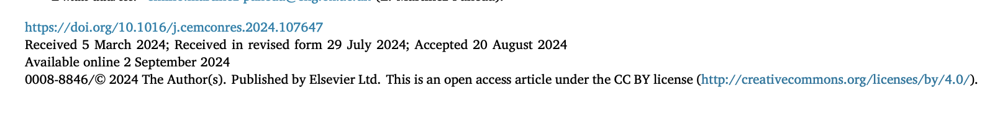 https://doi.org/10.1016/j.cemconres.2024.107647
Received 5 March 2024; Received in revised form 29 July 2024; Accepted 20 August 2024
Available online 2 September 2024
0008-8846/© 2024 The Author(s). Published by Elsevier Ltd. This is an open access article under the CC BY license (http://creativecommons.org/licenses/by/4.0/).